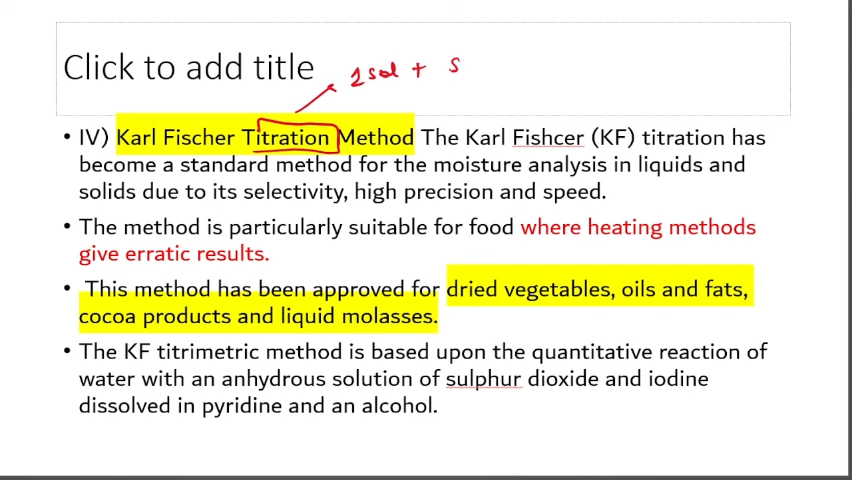 Click to add title
2 sol + S
• IV) Karl Fischer Titration Method The Karl Fishcer (KF) titration has
become a standard method for the moisture analysis in liquids and
solids due to its selectivity, high precision and speed.
• The method is particularly suitable for food where heating methods
give erratic results.
• This method has been approved for dried vegetables, oils and fats,
cocoa products and liquid molasses.
• The KF titrimetric method is based upon the quantitative reaction of
water with an anhydrous solution of sulphur dioxide and iodine
dissolved in pyridine and an alcohol.